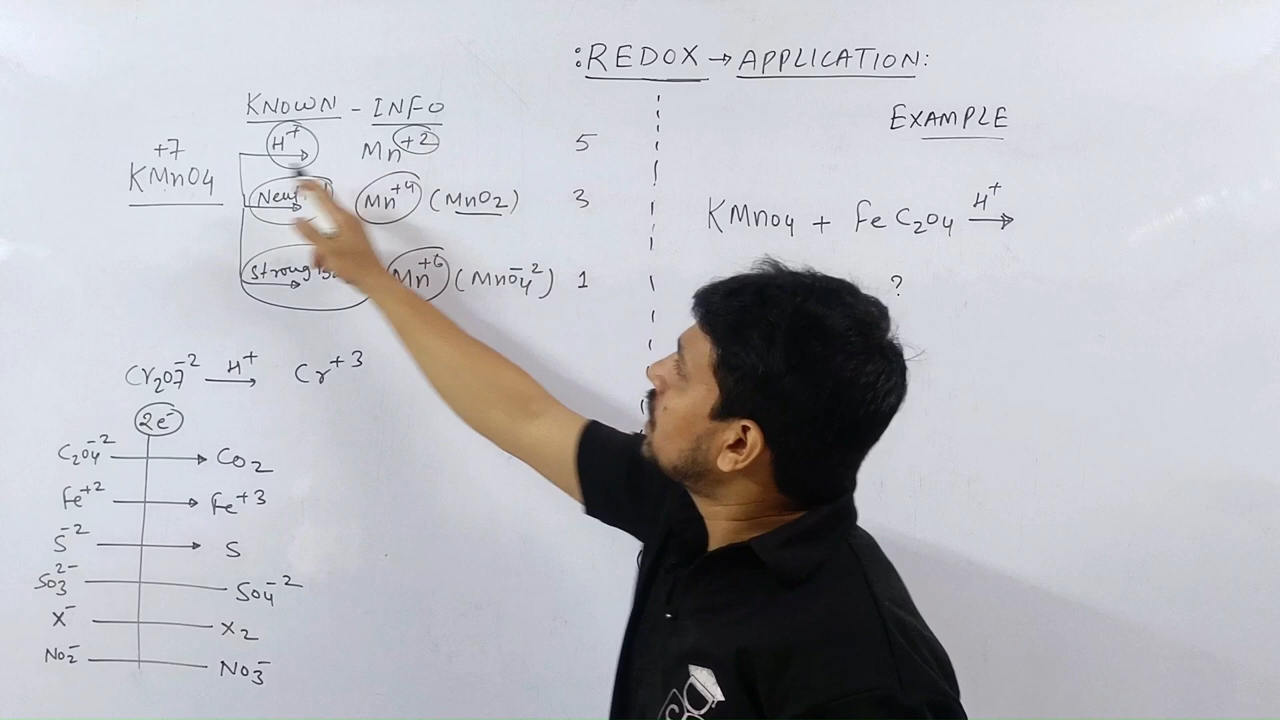 :REDOX → APPLICATION:
KNOWN - INFO
+7
KMnO4
H+ → Mn+2 5
→ Mn+4 (MnO2) 3
Strong → Mn+6 (MnO4-2) 1
Cr2O7-2 H+ → Cr+3
2e-
C2O4-2 → CO2
Fe+2 → Fe+3
S-2 → S
SO3 2- SO4-2
X- X2
NO2- NO3-
EXAMPLE
KMnO4 + FeC2O4 H+ →
?